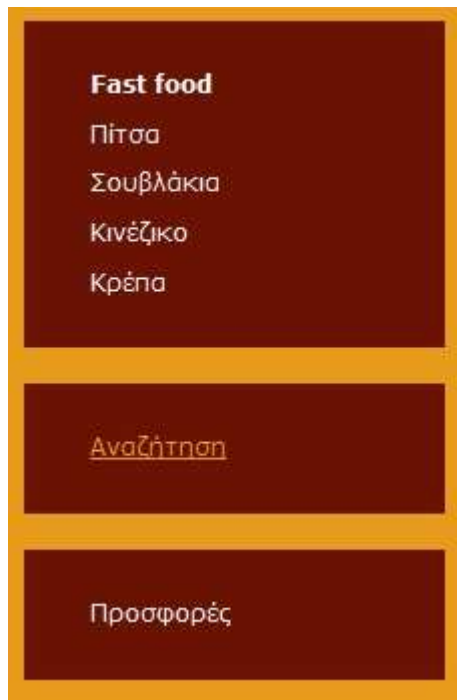 Fast food
Πίτσα
Σουβλάκια
Κινέζικο
Κρέπα
Αναζήτηση
Προσφορές